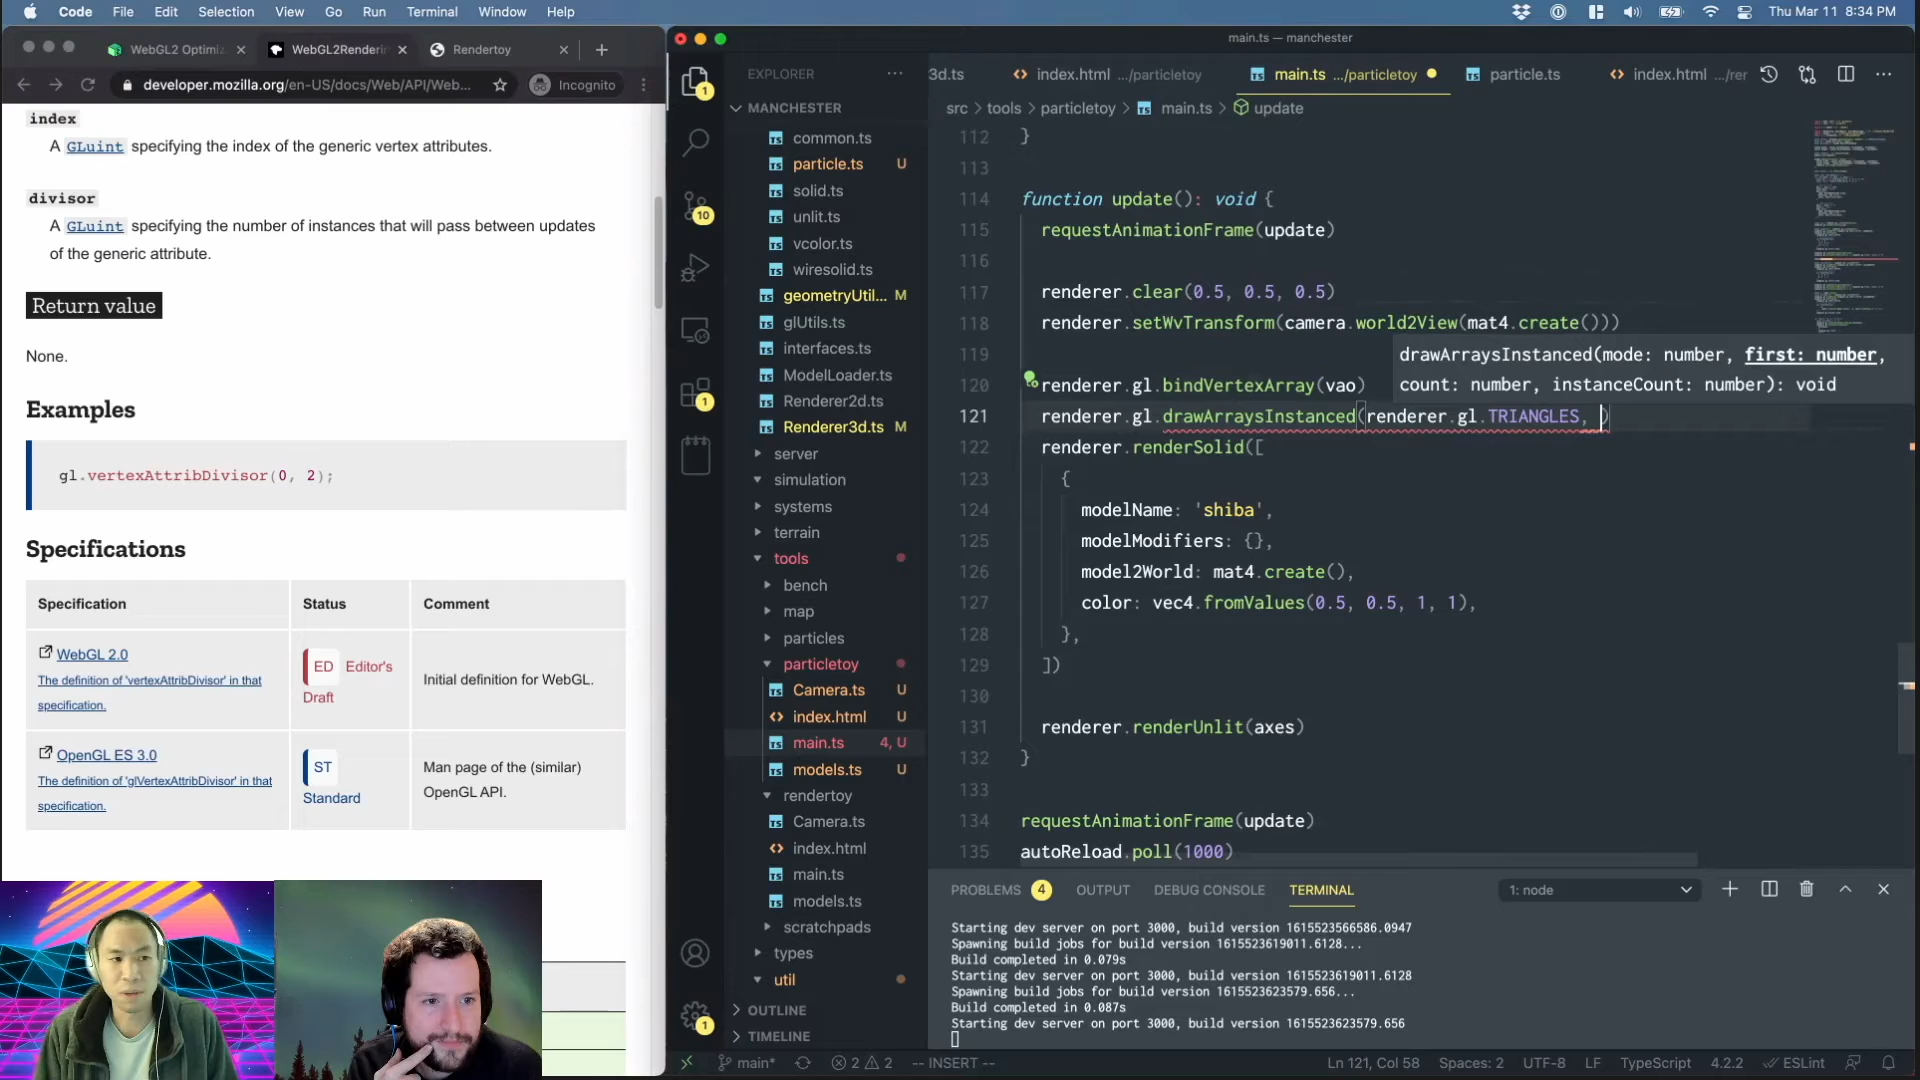 Code File Edit Selection View Go Run Terminal Window Help
Thu Mar 11 8:34 PM
WebGL2 Optimiz
WebGL2Renderin
Rendertoy
developer.mozilla.org/en-US/docs/Web/API/Web...
Incognito
index
A GLuint specifying the index of the generic vertex attributes.
divisor
A GLuint specifying the number of instances that will pass between updates
of the generic attribute.
Return value
None.
Examples
gl.vertexAttribDivisor(0, 2);
Specifications
Specification Status Comment
WebGL 2.0
The definition of 'vertexAttribDivisor' in that
specification.
ED Editor's
Draft
Initial definition for WebGL.
OpenGL ES 3.0
The definition of 'glVertexAttribDivisor' in that
specification.
ST
Standard
Man page of the (similar)
OpenGL API.
main.ts — manchester
1
10
1
1
EXPLORER
MANCHESTER
common.ts
particle.ts U
solid.ts
unlit.ts
vcolor.ts
wiresolid.ts
geometryUtil... M
glUtils.ts
interfaces.ts
ModelLoader.ts
Renderer2d.ts
Renderer3d.ts M
server
simulation
systems
terrain
tools
bench
map
particles
particletoy
Camera.ts U
index.html U
main.ts 4, U
models.ts U
rendertoy
Camera.ts
index.html
main.ts
models.ts
scratchpads
types
util
OUTLINE
TIMELINE
3d.ts index.html .../particletoy main.ts .../particletoy particle.ts index.html .../rer
src > tools > particletoy > main.ts > update
112 }
113
114 function update(): void {
115 requestAnimationFrame(update)
116
117 renderer.clear(0.5, 0.5, 0.5)
118 renderer.setWvTransform(camera.world2View(mat4.create()))
119
drawArraysInstanced(mode: number, first: number,
count: number, instanceCount: number): void
120 renderer.gl.bindVertexArray(vao)
121 renderer.gl.drawArraysInstanced(renderer.gl.TRIANGLES, )
122 renderer.renderSolid([
123 {
124 modelName: 'shiba',
125 modelModifiers: {},
126 model2World: mat4.create(),
127 color: vec4.fromValues(0.5, 0.5, 1, 1),
128 },
129 ])
130
131 renderer.renderUnlit(axes)
132 }
133
134 requestAnimationFrame(update)
135 autoReload.poll(1000)
PROBLEMS 4 OUTPUT DEBUG CONSOLE TERMINAL 1: node
Starting dev server on port 3000, build version 1615523566586.0947
Spawning build jobs for build version 1615523619011.6128...
Build completed in 0.079s
Starting dev server on port 3000, build version 1615523619011.6128
Spawning build jobs for build version 1615523623579.656...
Build completed in 0.087s
Starting dev server on port 3000, build version 1615523623579.656
main* 2 2 -- INSERT -- Ln 121, Col 58 Spaces: 2 UTF-8 LF TypeScript 4.2.2 ESLint